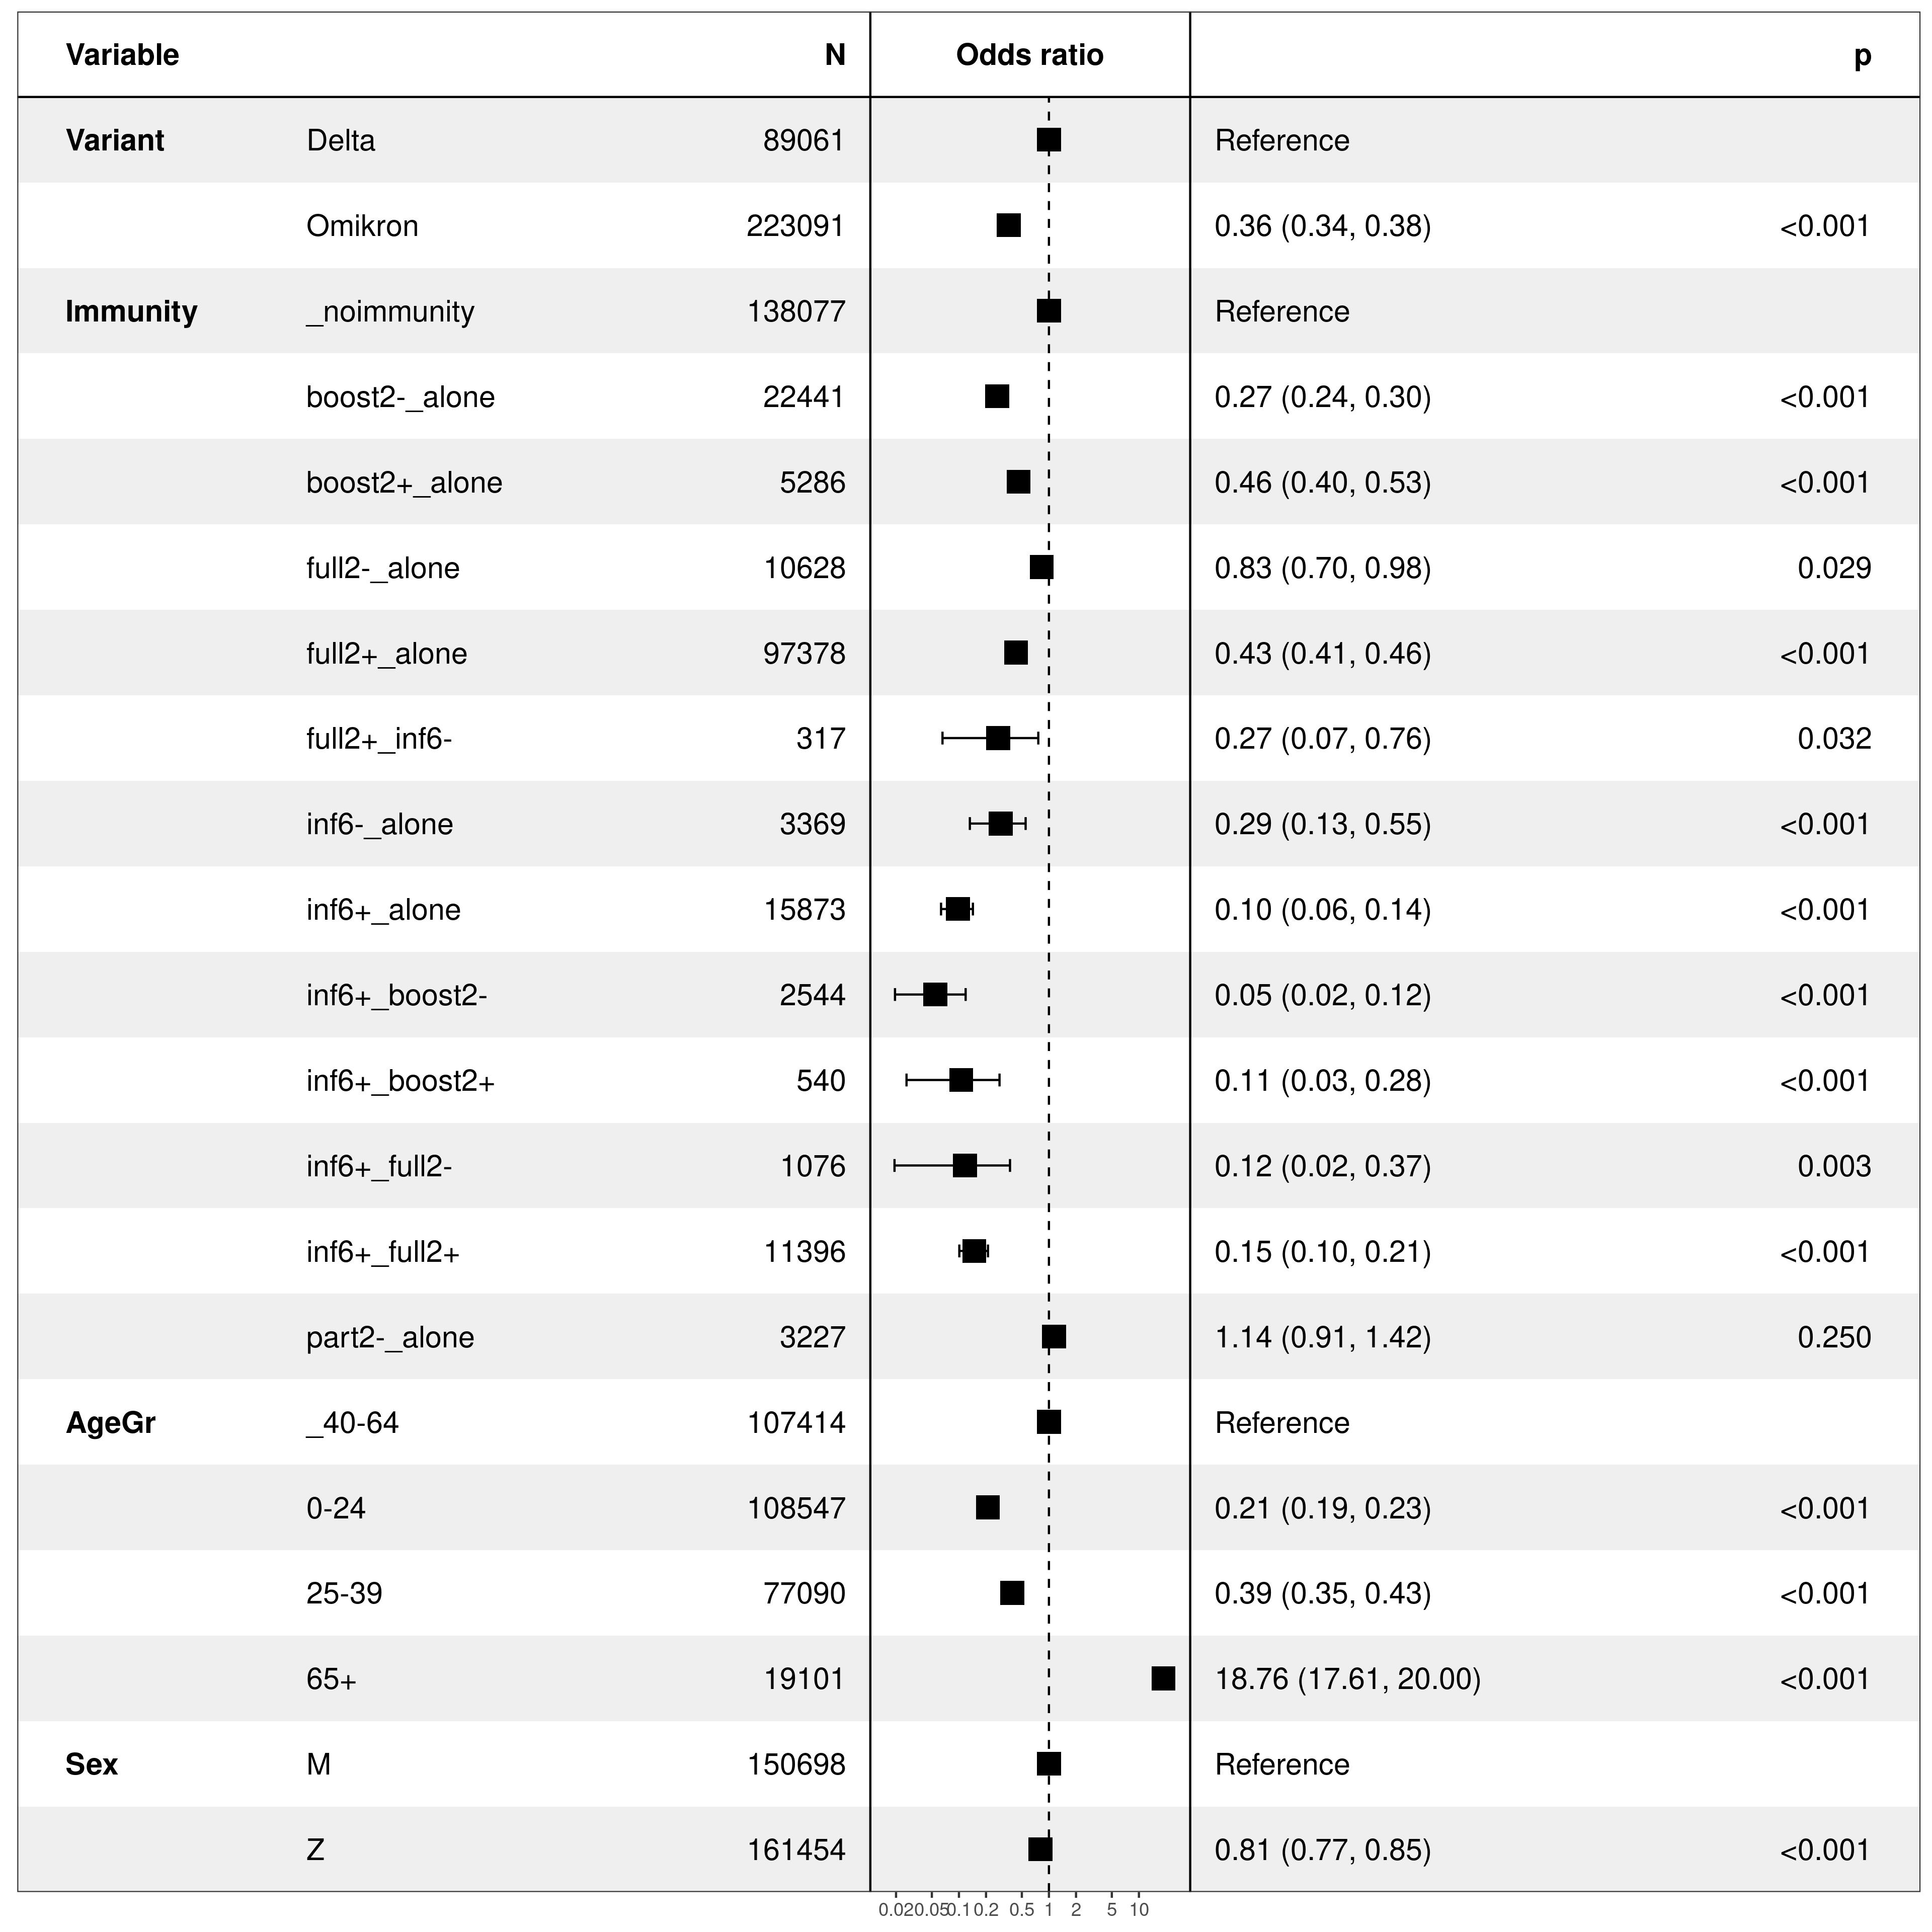 Variable N Odds ratio p
Variant Delta 89061 Reference
Omikron 223091 0.36 (0.34, 0.38) <0.001
Immunity _noimmunity 138077 Reference
boost2-_alone 22441 0.27 (0.24, 0.30) <0.001
boost2+_alone 5286 0.46 (0.40, 0.53) <0.001
full2-_alone 10628 0.83 (0.70, 0.98) 0.029
full2+_alone 97378 0.43 (0.41, 0.46) <0.001
full2+_inf6- 317 0.27 (0.07, 0.76) 0.032
inf6-_alone 3369 0.29 (0.13, 0.55) <0.001
inf6+_alone 15873 0.10 (0.06, 0.14) <0.001
inf6+_boost2- 2544 0.05 (0.02, 0.12) <0.001
inf6+_boost2+ 540 0.11 (0.03, 0.28) <0.001
inf6+_full2- 1076 0.12 (0.02, 0.37) 0.003
inf6+_full2+ 11396 0.15 (0.10, 0.21) <0.001
part2-_alone 3227 1.14 (0.91, 1.42) 0.250
AgeGr _40-64 107414 Reference
0-24 108547 0.21 (0.19, 0.23) <0.001
25-39 77090 0.39 (0.35, 0.43) <0.001
65+ 19101 18.76 (17.61, 20.00) <0.001
Sex M 150698 Reference
Z 161454 0.81 (0.77, 0.85) <0.001
0.02 0.05 0.1 0.2 0.5 1 2 5 10